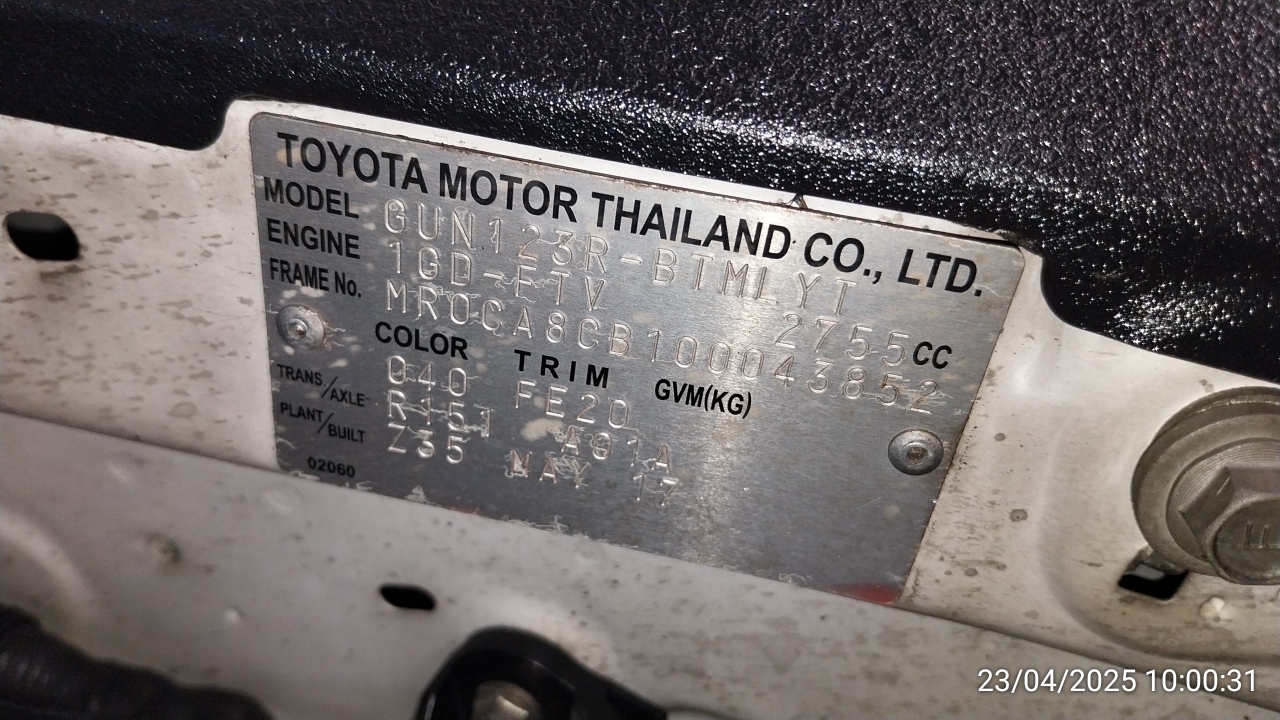 TOYOTA MOTOR THAILAND CO., LTD.
MODEL GUN123R-BTMLYT
ENGINE 1GD-FTV 2755 CC
FRAME No. MR0CA8CB100043852
COLOR TRIM GVM(KG)
040 FE20
TRANS./AXLE R151 A01A
PLANT/BUILT Z35 MAY 17
02060
23/04/2025 10:00:31